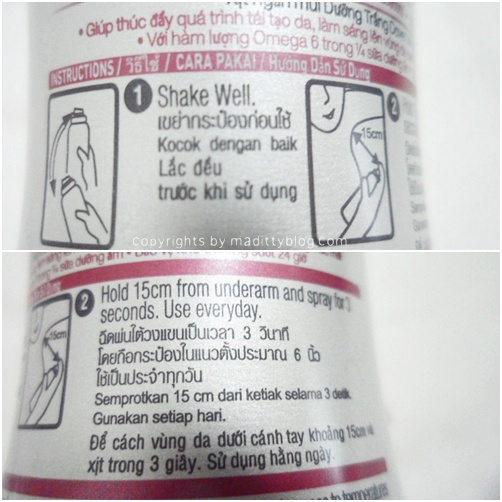 Giúp thúc đẩy quá trình tái tạo da, làm sáng lên vùng
• Với hàm lượng Omega 6 trong ¼ sữa dưỡng
INSTRUCTIONS / วิธีใช้ / CARA PAKAI / Hướng Dẫn Sử Dụng
1 Shake Well.
เขย่ากระป๋องก่อนใช้
Kocok dengan baik
Lắc đều
trước khi sử dụng
2
15cm
Copyrights by madittyblog.com
2 Hold 15cm from underarm and spray for 3
seconds. Use everyday.
15cm
ฉีดพ่นใต้วงแขนเป็นเวลา 3 วินาที
โดยถือกระป๋องในแนวตั้งประมาณ 6 นิ้ว
ใช้เป็นประจำทุกวัน
Semprotkan 15 cm dari ketiak selama 3 detik.
Gunakan setiap hari.
Để cách vùng da dưới cánh tay khoảng 15cm và
xịt trong 3 giây. Sử dụng hằng ngày.